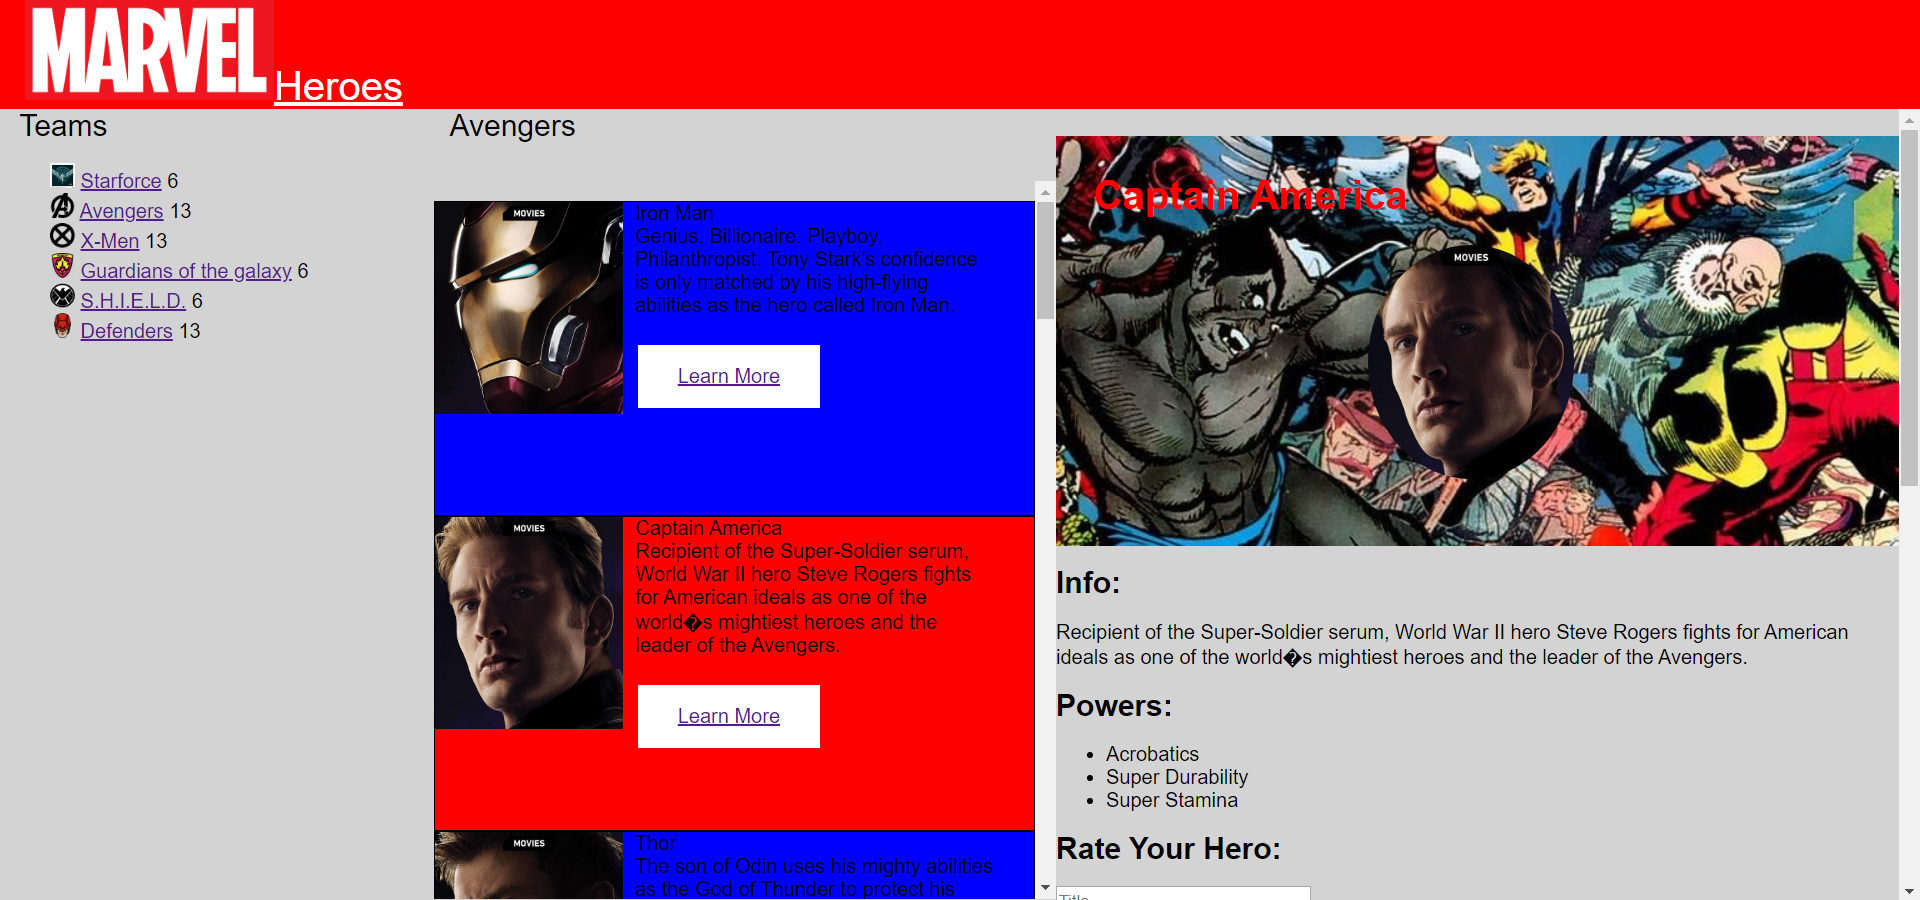 MARVEL Heroes
Teams
Starforce 6
Avengers 13
X-Men 13
Guardians of the galaxy 6
S.H.I.E.L.D. 6
Defenders 13
Avengers
MOVIES
Iron Man
Genius. Billionaire. Playboy.
Philanthropist. Tony Stark's confidence
is only matched by his high-flying
abilities as the hero called Iron Man.
Learn More
MOVIES
Captain America
Recipient of the Super-Soldier serum,
World War II hero Steve Rogers fights
for American ideals as one of the
world�s mightiest heroes and the
leader of the Avengers.
Learn More
MOVIES
Thor
The son of Odin uses his mighty abilities
as the God of Thunder to protect his
Captain America
MOVIES
Info:
Recipient of the Super-Soldier serum, World War II hero Steve Rogers fights for American
ideals as one of the world�s mightiest heroes and the leader of the Avengers.
Powers:
Acrobatics
Super Durability
Super Stamina
Rate Your Hero:
Title